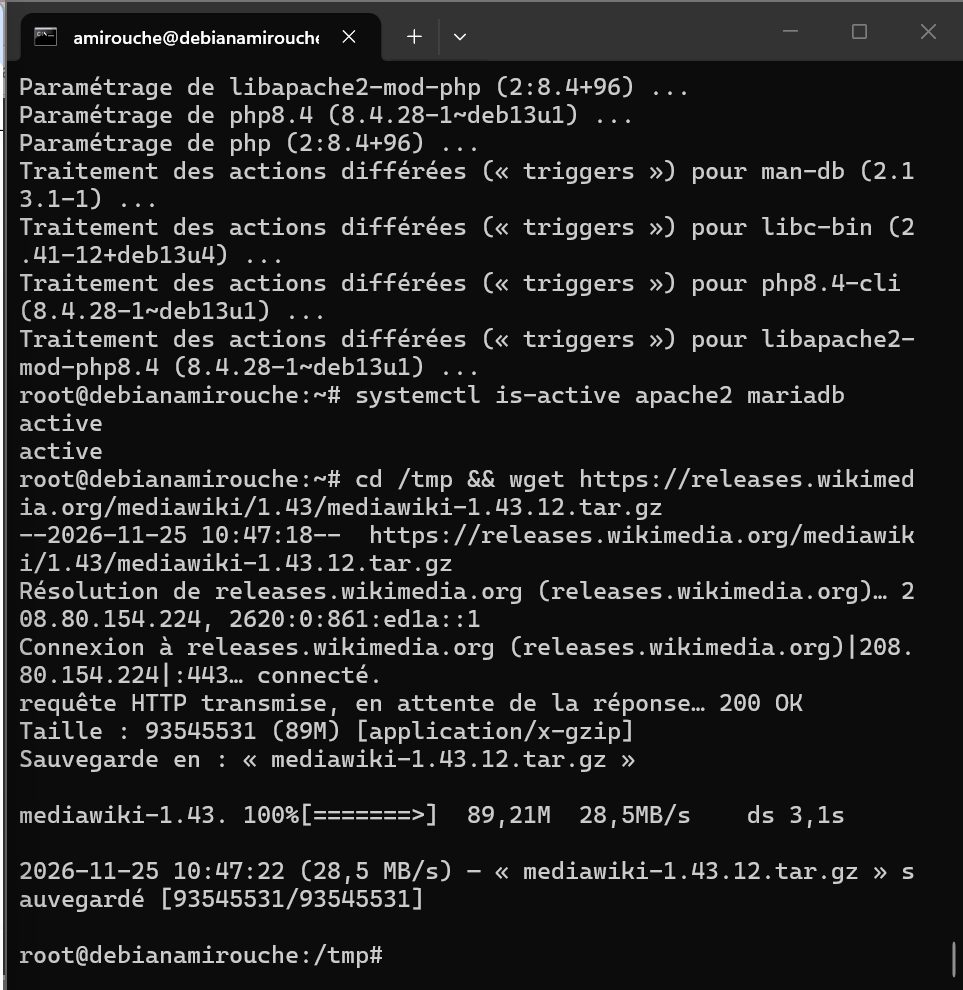 amirouche@debianamirouche
Paramétrage de libapache2-mod-php (2:8.4+96) ...
Paramétrage de php8.4 (8.4.28-1~deb13u1) ...
Paramétrage de php (2:8.4+96) ...
Traitement des actions différées (« triggers ») pour man-db (2.1
3.1-1) ...
Traitement des actions différées (« triggers ») pour libc-bin (2
.41-12+deb13u4) ...
Traitement des actions différées (« triggers ») pour php8.4-cli
(8.4.28-1~deb13u1) ...
Traitement des actions différées (« triggers ») pour libapache2-
mod-php8.4 (8.4.28-1~deb13u1) ...
root@debianamirouche:~# systemctl is-active apache2 mariadb
active
active
root@debianamirouche:~# cd /tmp && wget https://releases.wikimed
ia.org/mediawiki/1.43/mediawiki-1.43.12.tar.gz
--2026-11-25 10:47:18--  https://releases.wikimedia.org/mediawik
i/1.43/mediawiki-1.43.12.tar.gz
Résolution de releases.wikimedia.org (releases.wikimedia.org)… 2
08.80.154.224, 2620:0:861:ed1a::1
Connexion à releases.wikimedia.org (releases.wikimedia.org)|208.
80.154.224|:443… connecté.
requête HTTP transmise, en attente de la réponse… 200 OK
Taille : 93545531 (89M) [application/x-gzip]
Sauvegarde en : « mediawiki-1.43.12.tar.gz »
mediawiki-1.43. 100%[=======>]  89,21M  28,5MB/s    ds 3,1s
2026-11-25 10:47:22 (28,5 MB/s) — « mediawiki-1.43.12.tar.gz » s
auvegardé [93545531/93545531]
root@debianamirouche:/tmp#